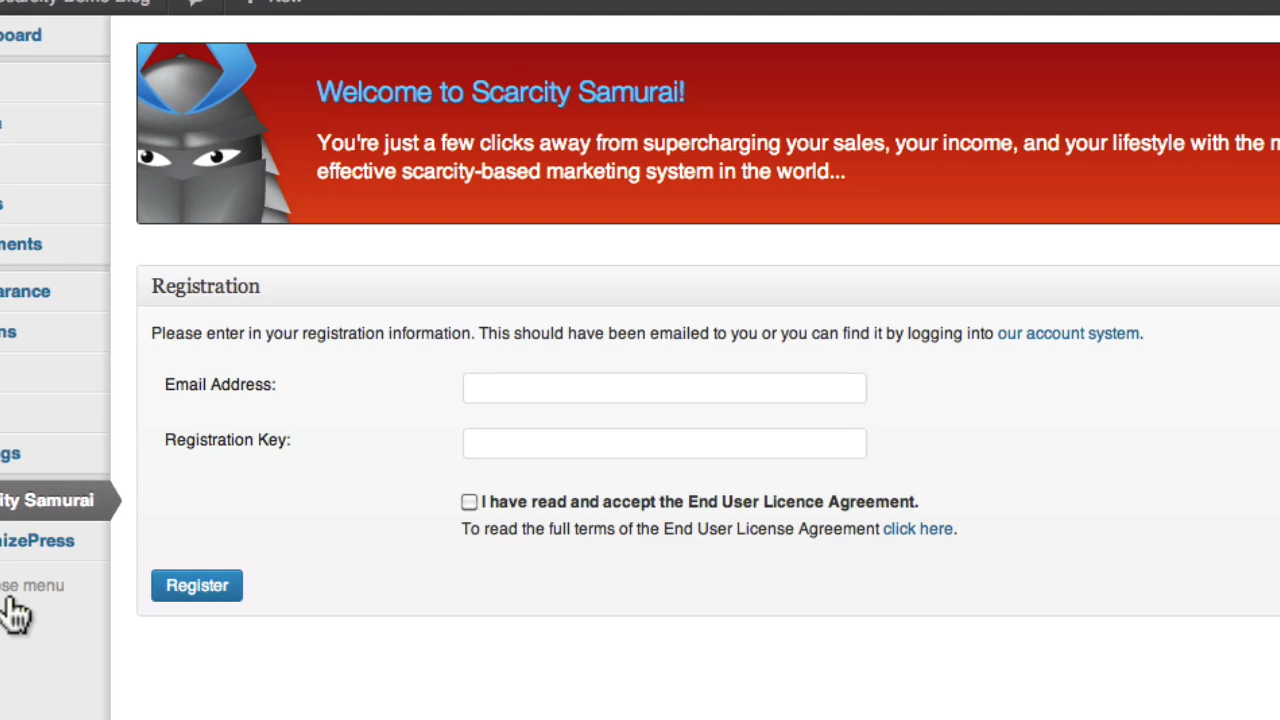 Welcome to Scarcity Samurai!
You're just a few clicks away from supercharging your sales, your income, and your lifestyle with the
effective scarcity-based marketing system in the world...
Registration
Please enter in your registration information. This should have been emailed to you or you can find it by logging into our account system.
Email Address:
Registration Key:
I have read and accept the End User Licence Agreement.
To read the full terms of the End User License Agreement click here.
Register
board
ments
arance
ns
gs
ity Samurai
nizePress
se menu